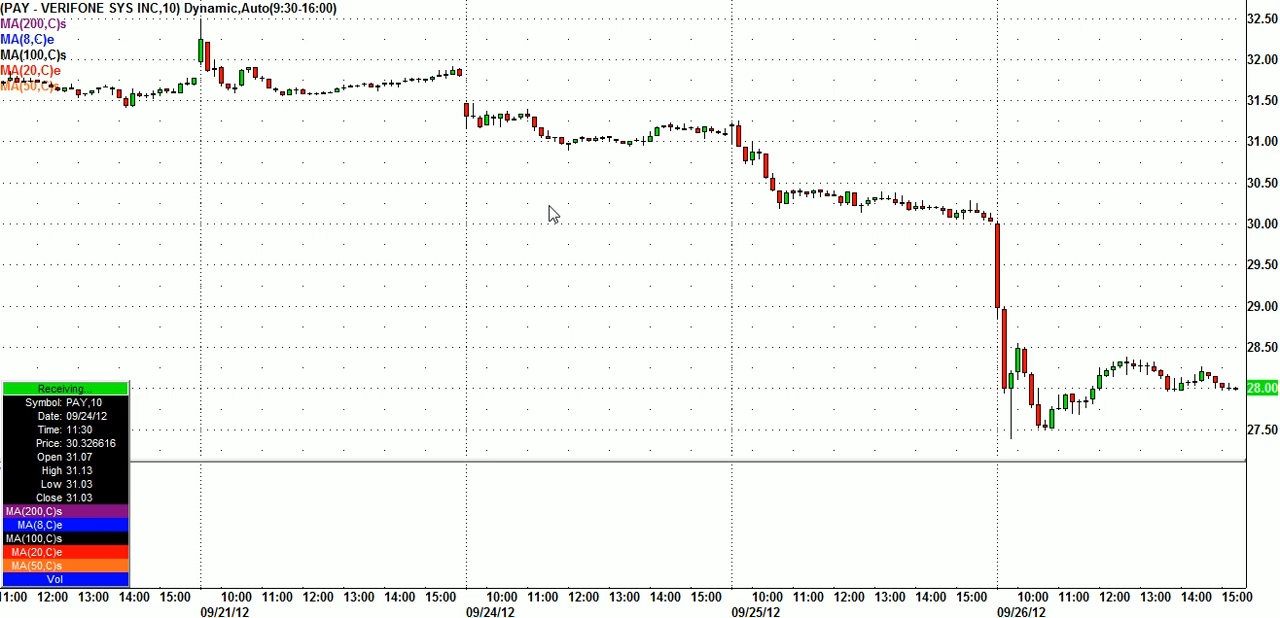 (PAY - VERIFONE SYS INC,10) Dynamic,Auto(9:30-16:00)
MA(200,C)s
MA(8,C)e
MA(100,C)s
MA(20,C)e
MA(50,C)s
32.50
32.00
31.50
31.00
30.50
30.00
29.50
29.00
28.50
28.00
27.50
Receiving...
Symbol: PAY,10
Date: 09/24/12
Time: 11:30
Price: 30.326616
Open 31.07
High 31.13
Low 31.03
Close 31.03
MA(200,C)s
MA(8,C)e
MA(100,C)s
MA(20,C)e
MA(50,C)s
Vol
11:00 12:00 13:00 14:00 15:00 10:00 11:00 12:00 13:00 14:00 15:00 10:00 11:00 12:00 13:00 14:00 15:00 10:00 11:00 12:00 13:00 14:00 15:00 10:00 11:00 12:00 13:00 14:00 15:00
09/21/12 09/24/12 09/25/12 09/26/12